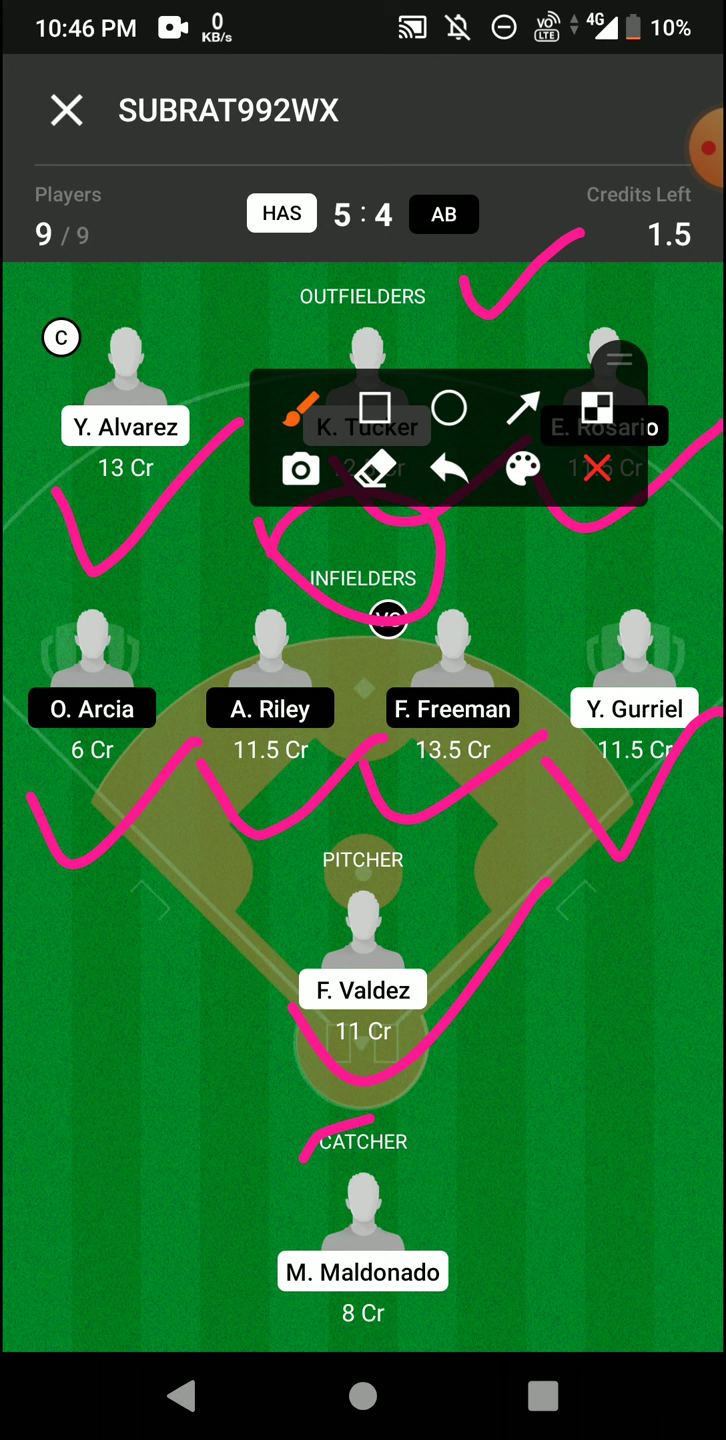 10:46 PM 0 KB/s VO LTE 4G 10%
SUBRAT992WX
Players Credits Left
9 / 9 HAS 5 : 4 AB 1.5
OUTFIELDERS
C
Y. Alvarez K. Tucker E. Rosario
13 Cr
INFIELDERS
O. Arcia A. Riley F. Freeman Y. Gurriel
6 Cr 11.5 Cr 13.5 Cr 11.5 Cr
PITCHER
F. Valdez
11 Cr
CATCHER
M. Maldonado
8 Cr